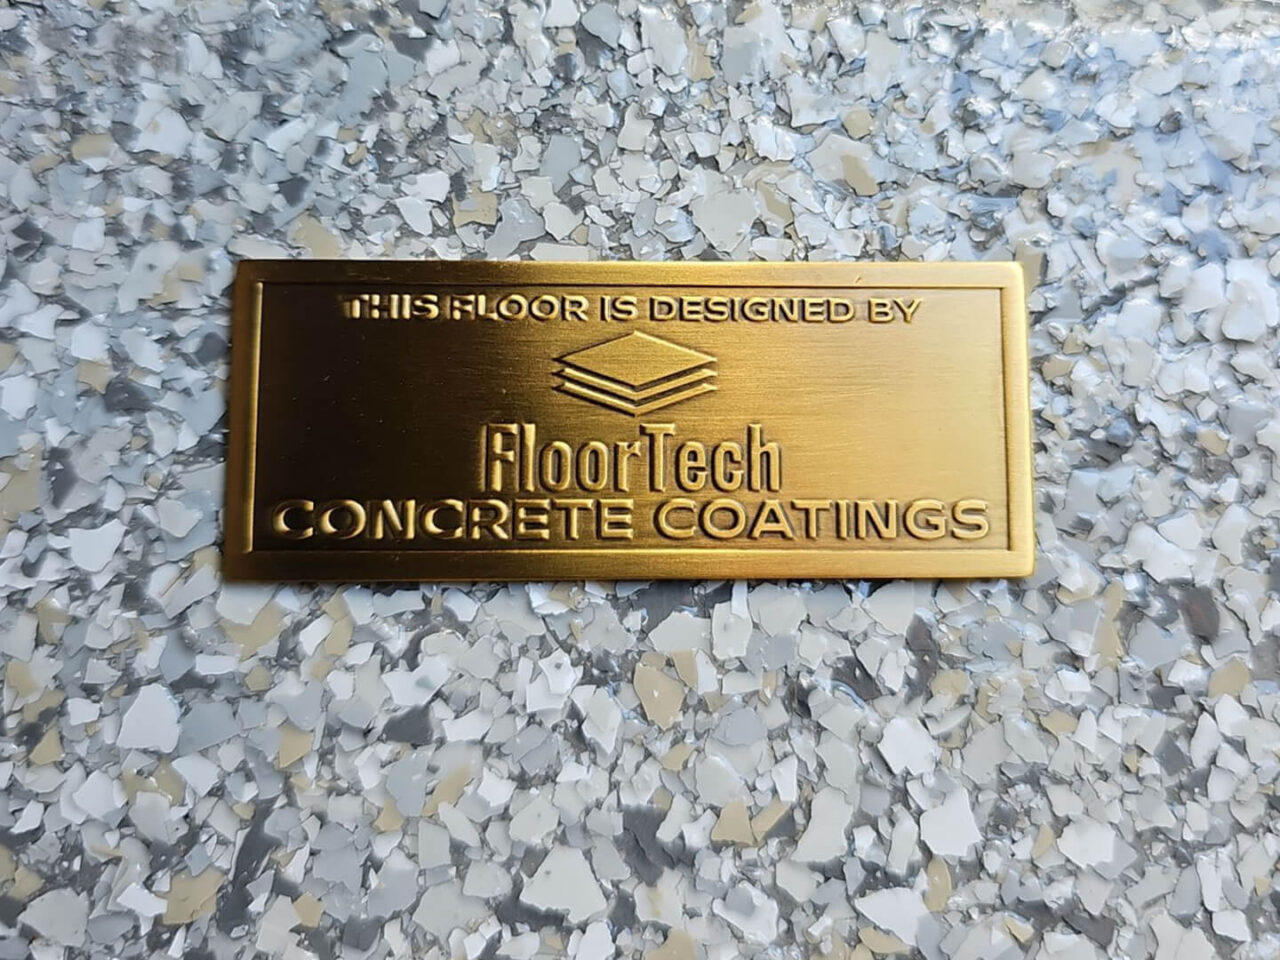 THIS FLOOR IS DESIGNED BY
FloorTech
CONCRETE COATINGS